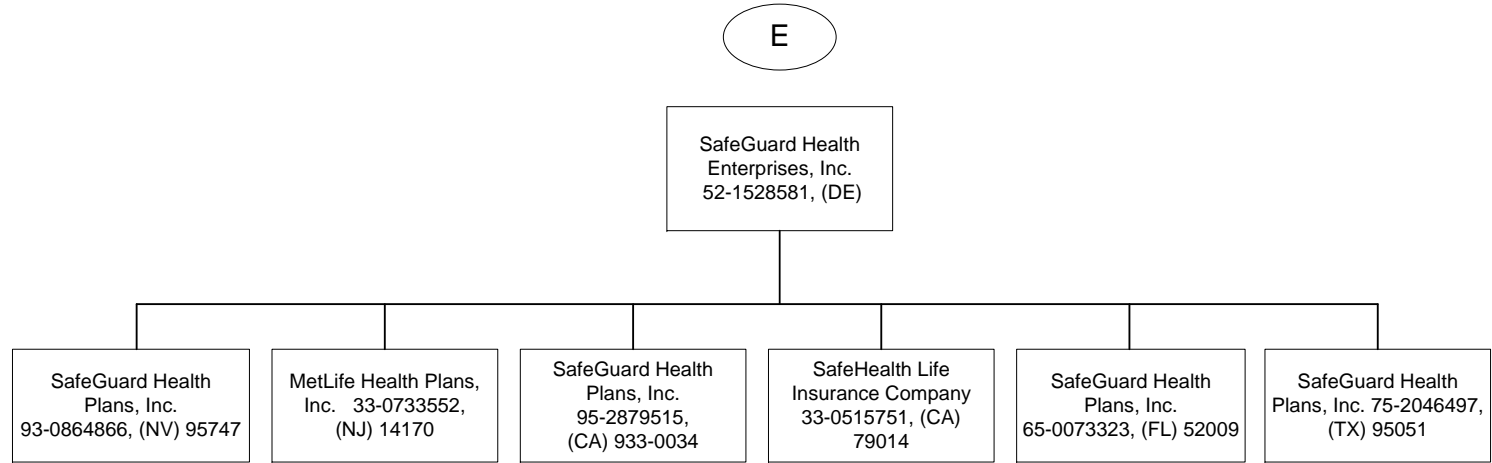 E
SafeGuard Health
Enterprises, Inc.
52-1528581, (DE)
SafeGuard Health
Plans, Inc.
93-0864866, (NV) 95747
MetLife Health Plans,
Inc. 33-0733552,
(NJ) 14170
SafeGuard Health
Plans, Inc.
95-2879515,
(CA) 933-0034
SafeHealth Life
Insurance Company
33-0515751, (CA)
79014
SafeGuard Health
Plans, Inc.
65-0073323, (FL) 52009
SafeGuard Health
Plans, Inc. 75-2046497,
(TX) 95051